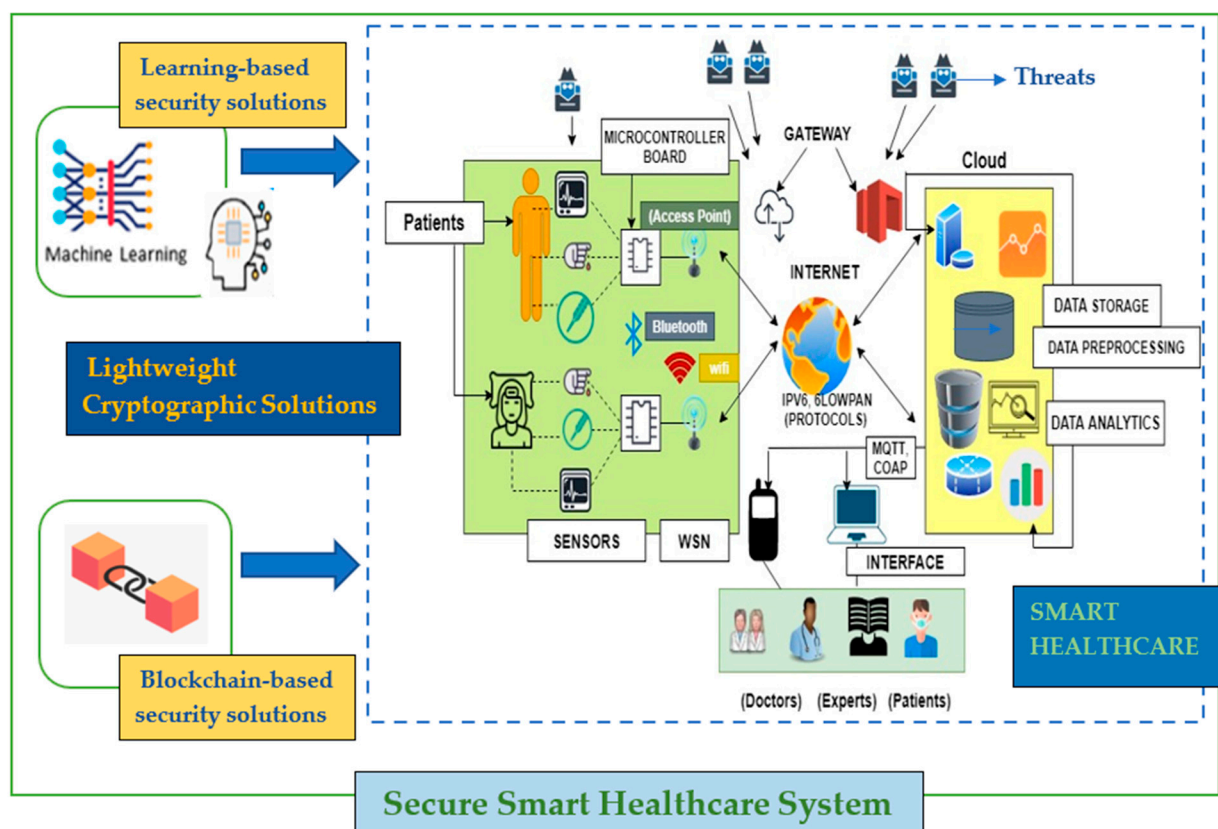 Learning-based
security solutions
Machine Learning
Lightweight
Cryptographic Solutions
Blockchain-based
security solutions
Threats
MICROCONTROLLER
BOARD
GATEWAY
Cloud
Patients
(Access Point)
INTERNET
Bluetooth
wifi
DATA STORAGE
DATA PREPROCESSING
IPV6, 6LOWPAN
(PROTOCOLS)
DATA ANALYTICS
MQTT,
COAP
SENSORS
WSN
INTERFACE
SMART
HEALTHCARE
(Doctors) (Experts) (Patients)
Secure Smart Healthcare System